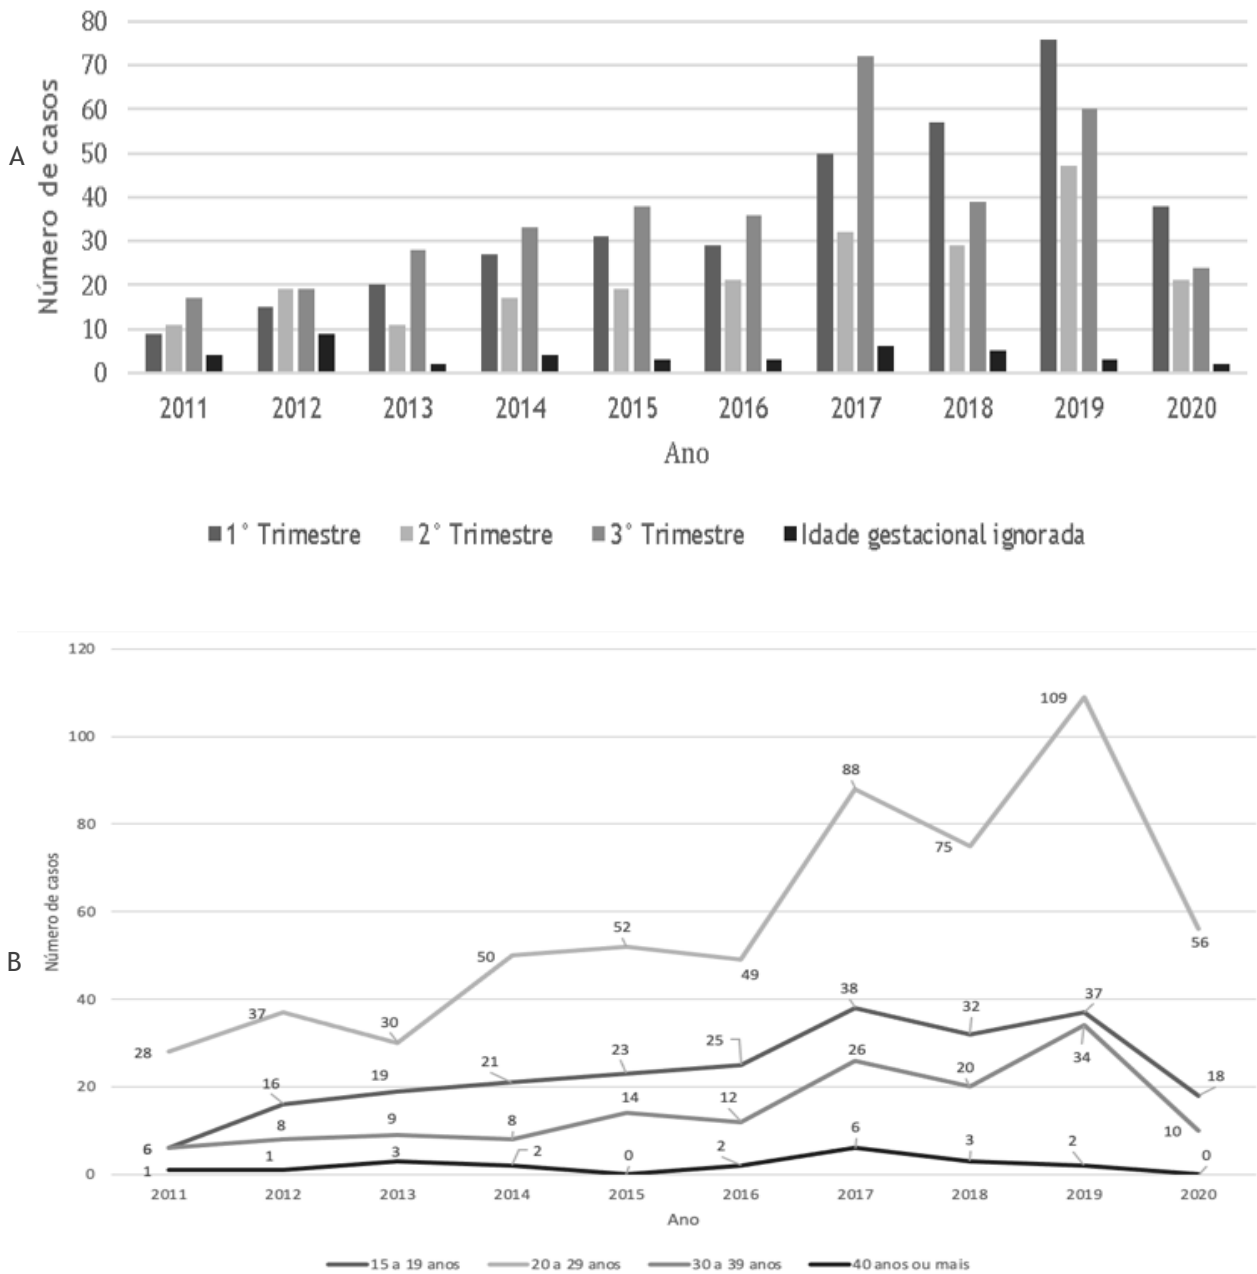 A
Número de casos
80
70
60
50
40
30
20
10
0
2011 2012 2013 2014 2015 2016 2017 2018 2019 2020
Ano
1° Trimestre 2° Trimestre 3° Trimestre Idade gestacional ignorada
B
Número de casos
120
100
80
60
40
20
0
28 37 30 50 52 49 88 75 109 56
6 16 19 21 23 25 38 32 37 18
8 9 8 14 12 26 20 34 10
1 1 3 2 0 2 6 3 2 0
2011 2012 2013 2014 2015 2016 2017 2018 2019 2020
Ano
15 a 19 anos 20 a 29 anos 30 a 39 anos 40 anos ou mais